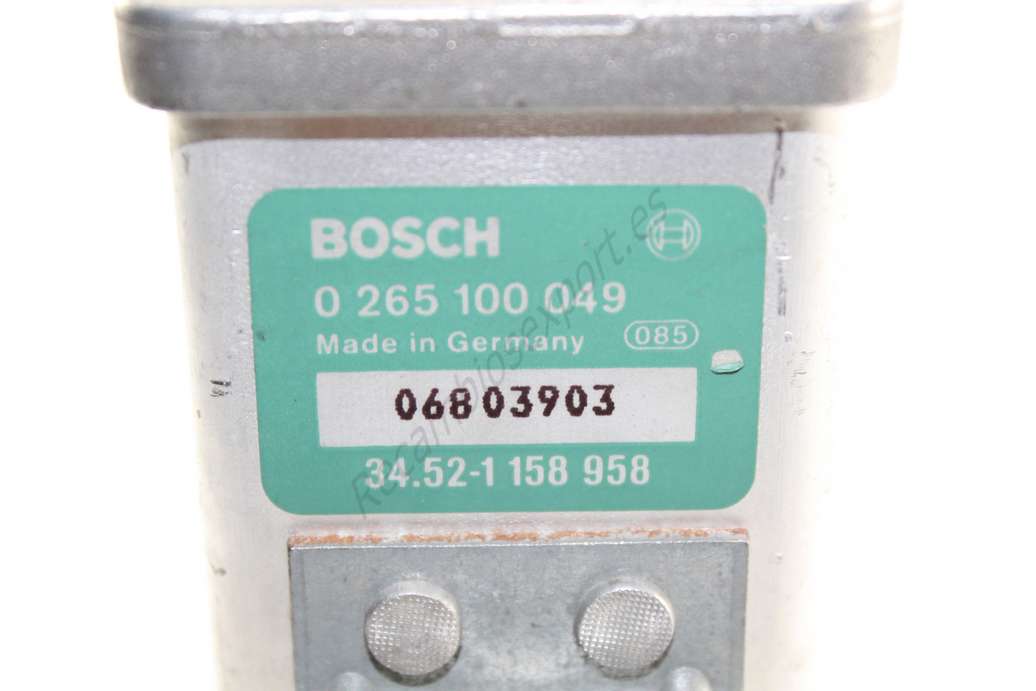 BOSCH
0 265 100 049
Made in Germany 085
06803903
34.52-1 158 958
Recambiosexport.es